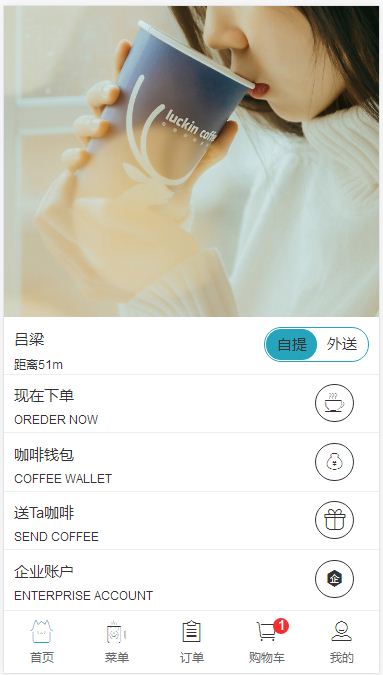 luckin coffe
吕梁
自提 外送
距离51m
现在下单
OREDER NOW
咖啡钱包
COFFEE WALLET
送Ta咖啡
SEND COFFEE
企业账户
企
ENTERPRISE ACCOUNT
1
首页 菜单 订单 购物车 我的